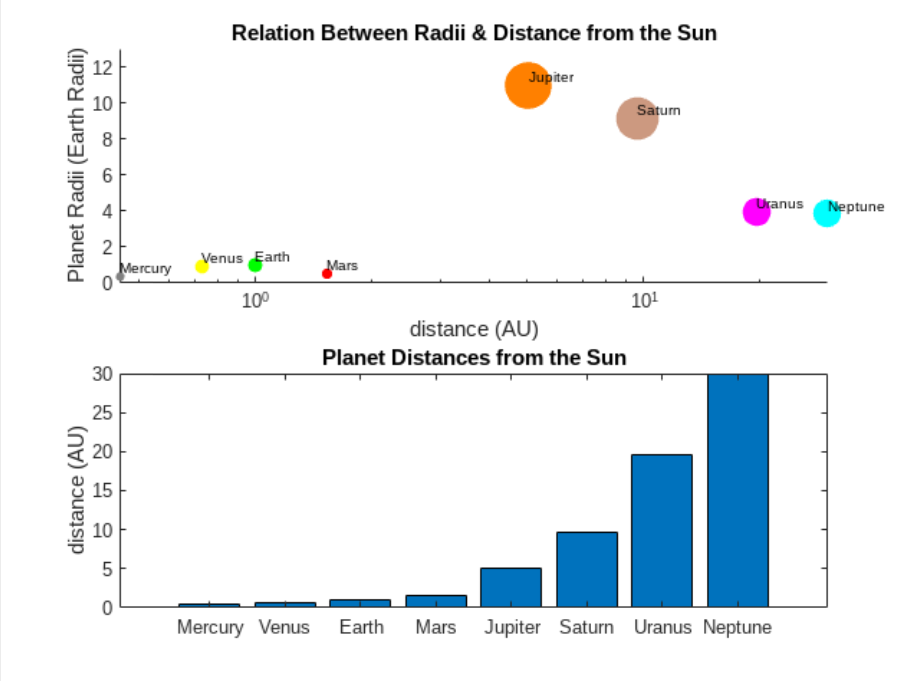 Relation Between Radii & Distance from the Sun
Planet Radii (Earth Radii)
12
10
8
6
4
2
0
Jupiter
Saturn
Uranus
Neptune
Mercury
Venus
Earth
Mars
10⁰
10¹
distance (AU)
Planet Distances from the Sun
distance (AU)
30
25
20
15
10
5
0
Mercury Venus Earth Mars Jupiter Saturn Uranus Neptune